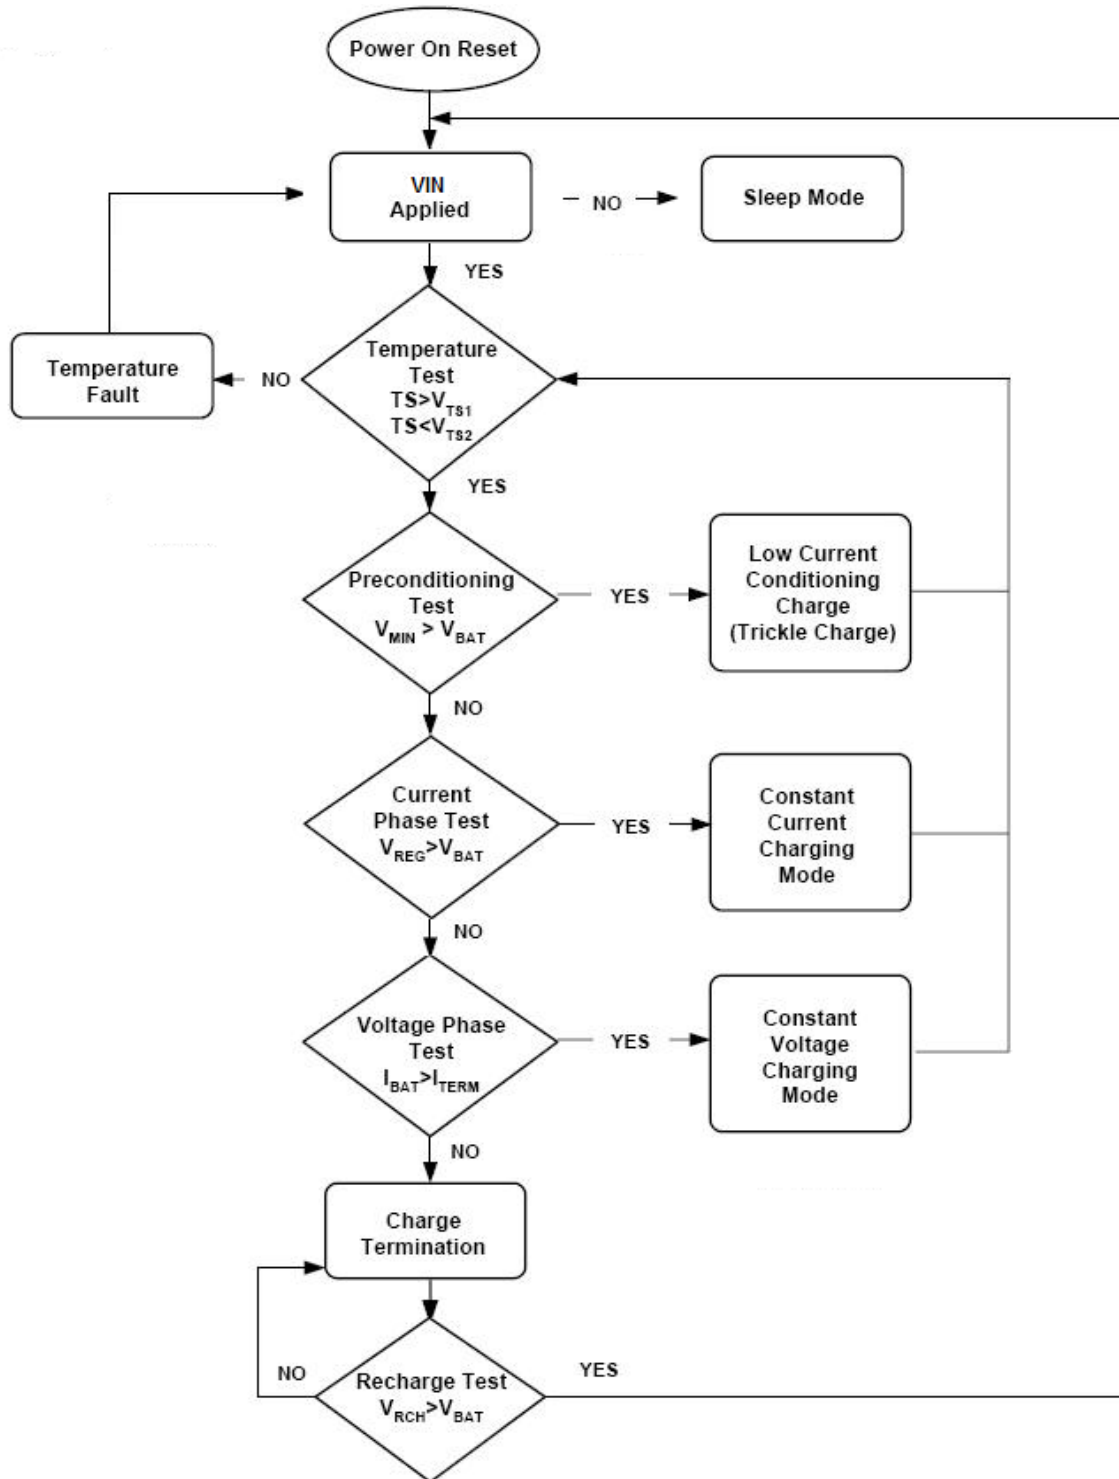 Power On Reset
VIN
Applied
NO
Sleep Mode
YES
Temperature
Test
TS>VTS1
TS<VTS2
NO
Temperature
Fault
YES
Preconditioning
Test
VMIN > VBAT
YES
Low Current
Conditioning
Charge
(Trickle Charge)
NO
Current
Phase Test
VREG>VBAT
YES
Constant
Current
Charging
Mode
NO
Voltage Phase
Test
IBAT>ITERM
YES
Constant
Voltage
Charging
Mode
NO
Charge
Termination
NO
Recharge Test
VRCH>VBAT
YES